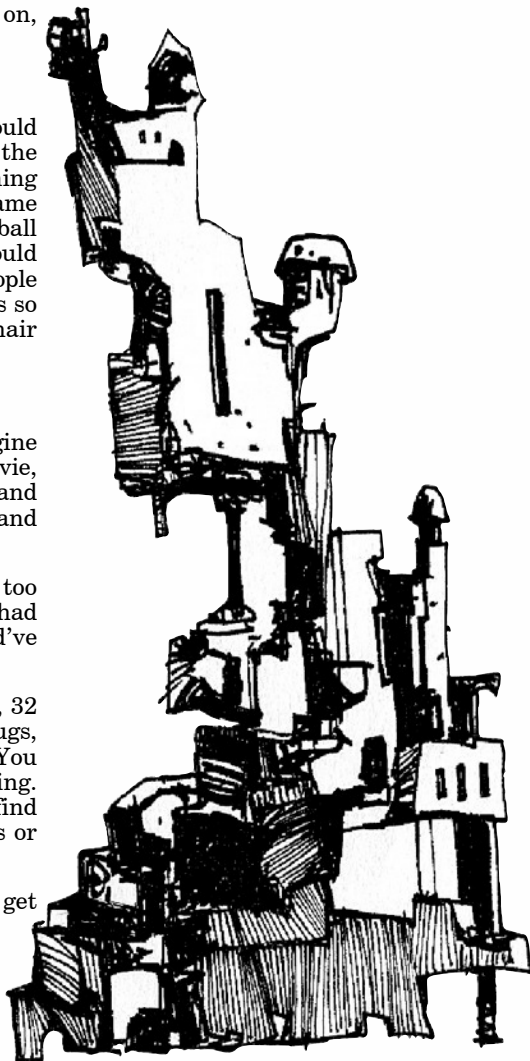 on,
ould
the
ning
ame
ball
ould
ople
s so
hair
gine
vie,
and
and
too
had
d've
, 32
ugs,
You
ing.
find
s or
get